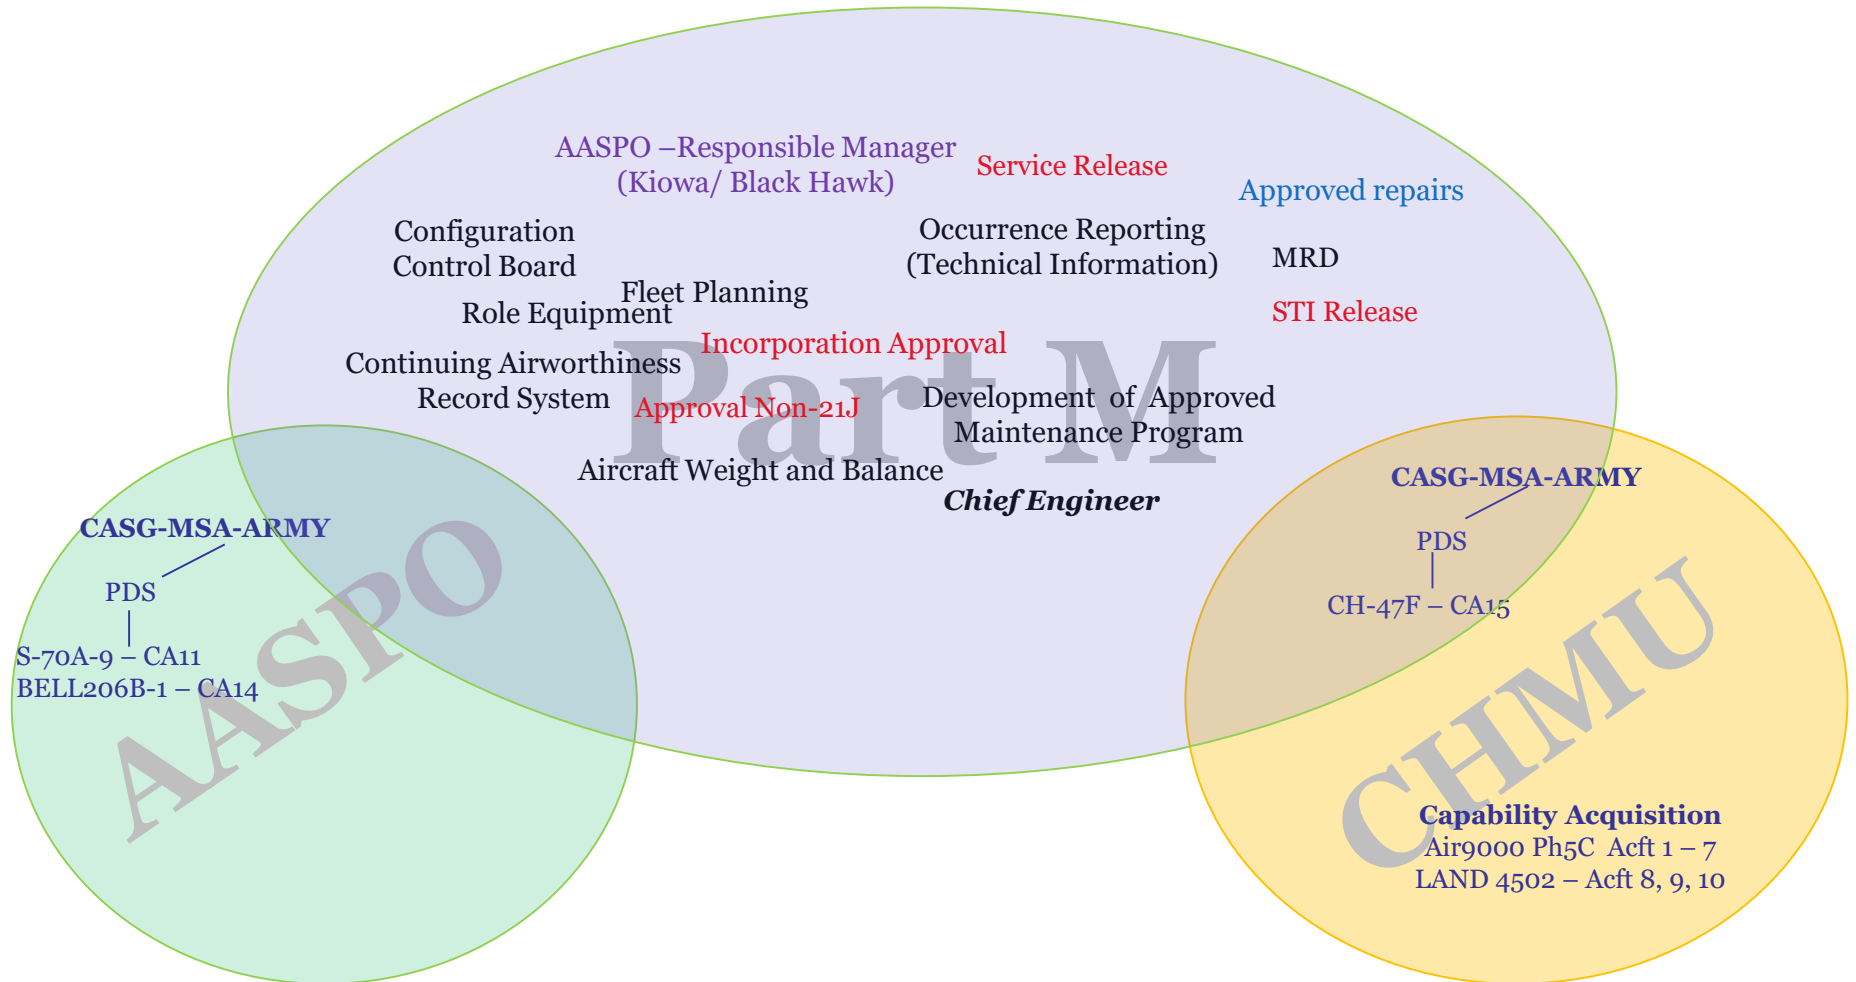 AASPO –Responsible Manager
(Kiowa/ Black Hawk)
Service Release
Approved repairs
Configuration
Control Board
Occurrence Reporting
(Technical Information)
MRD
Fleet Planning
Role Equipment
STI Release
Incorporation Approval
Continuing Airworthiness
Record System
Part M
Approval Non-21J
Development of Approved
Maintenance Program
Aircraft Weight and Balance
Chief Engineer
CASG-MSA-ARMY
PDS
S-70A-9 – CA11
BELL206B-1 – CA14
AASPO
CASG-MSA-ARMY
PDS
CH-47F – CA15
CHMU
Capability Acquisition
Air9000 Ph5C Acft 1 – 7
LAND 4502 – Acft 8, 9, 10